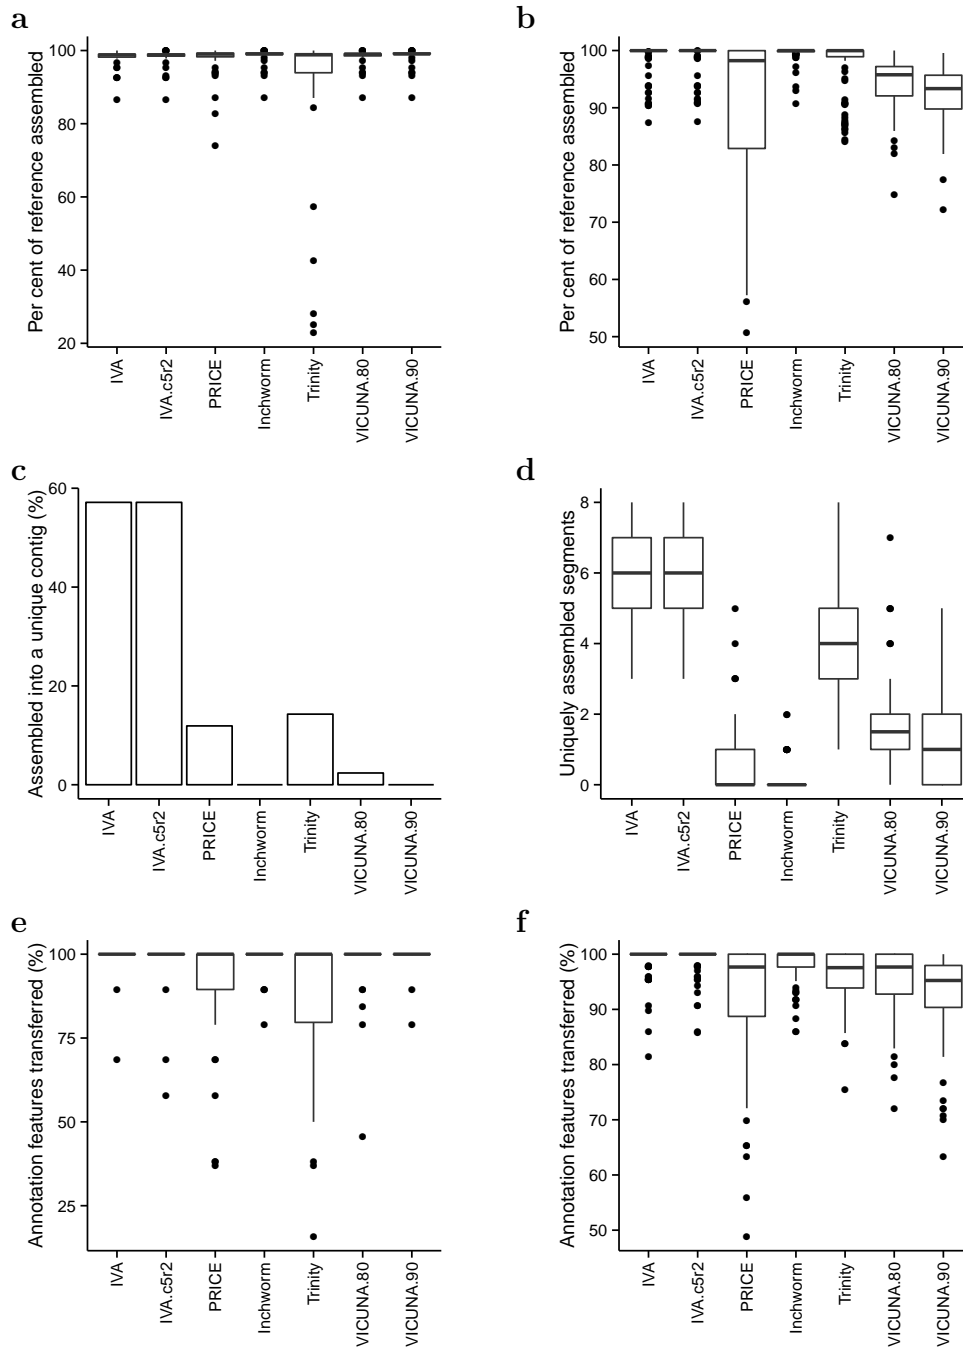 a
Per cent of reference assembled
100
80
60
40
20
IVA
IVA.c5r2
PRICE
Inchworm
Trinity
VICUNA.80
VICUNA.90
b
Per cent of reference assembled
100
90
80
70
60
50
IVA
IVA.c5r2
PRICE
Inchworm
Trinity
VICUNA.80
VICUNA.90
c
Assembled into a unique contig (%)
60
40
20
0
IVA
IVA.c5r2
PRICE
Inchworm
Trinity
VICUNA.80
VICUNA.90
d
Uniquely assembled segments
8
6
4
2
0
IVA
IVA.c5r2
PRICE
Inchworm
Trinity
VICUNA.80
VICUNA.90
e
Annotation features transferred (%)
100
75
50
25
IVA
IVA.c5r2
PRICE
Inchworm
Trinity
VICUNA.80
VICUNA.90
f
Annotation features transferred (%)
100
90
80
70
60
50
IVA
IVA.c5r2
PRICE
Inchworm
Trinity
VICUNA.80
VICUNA.90